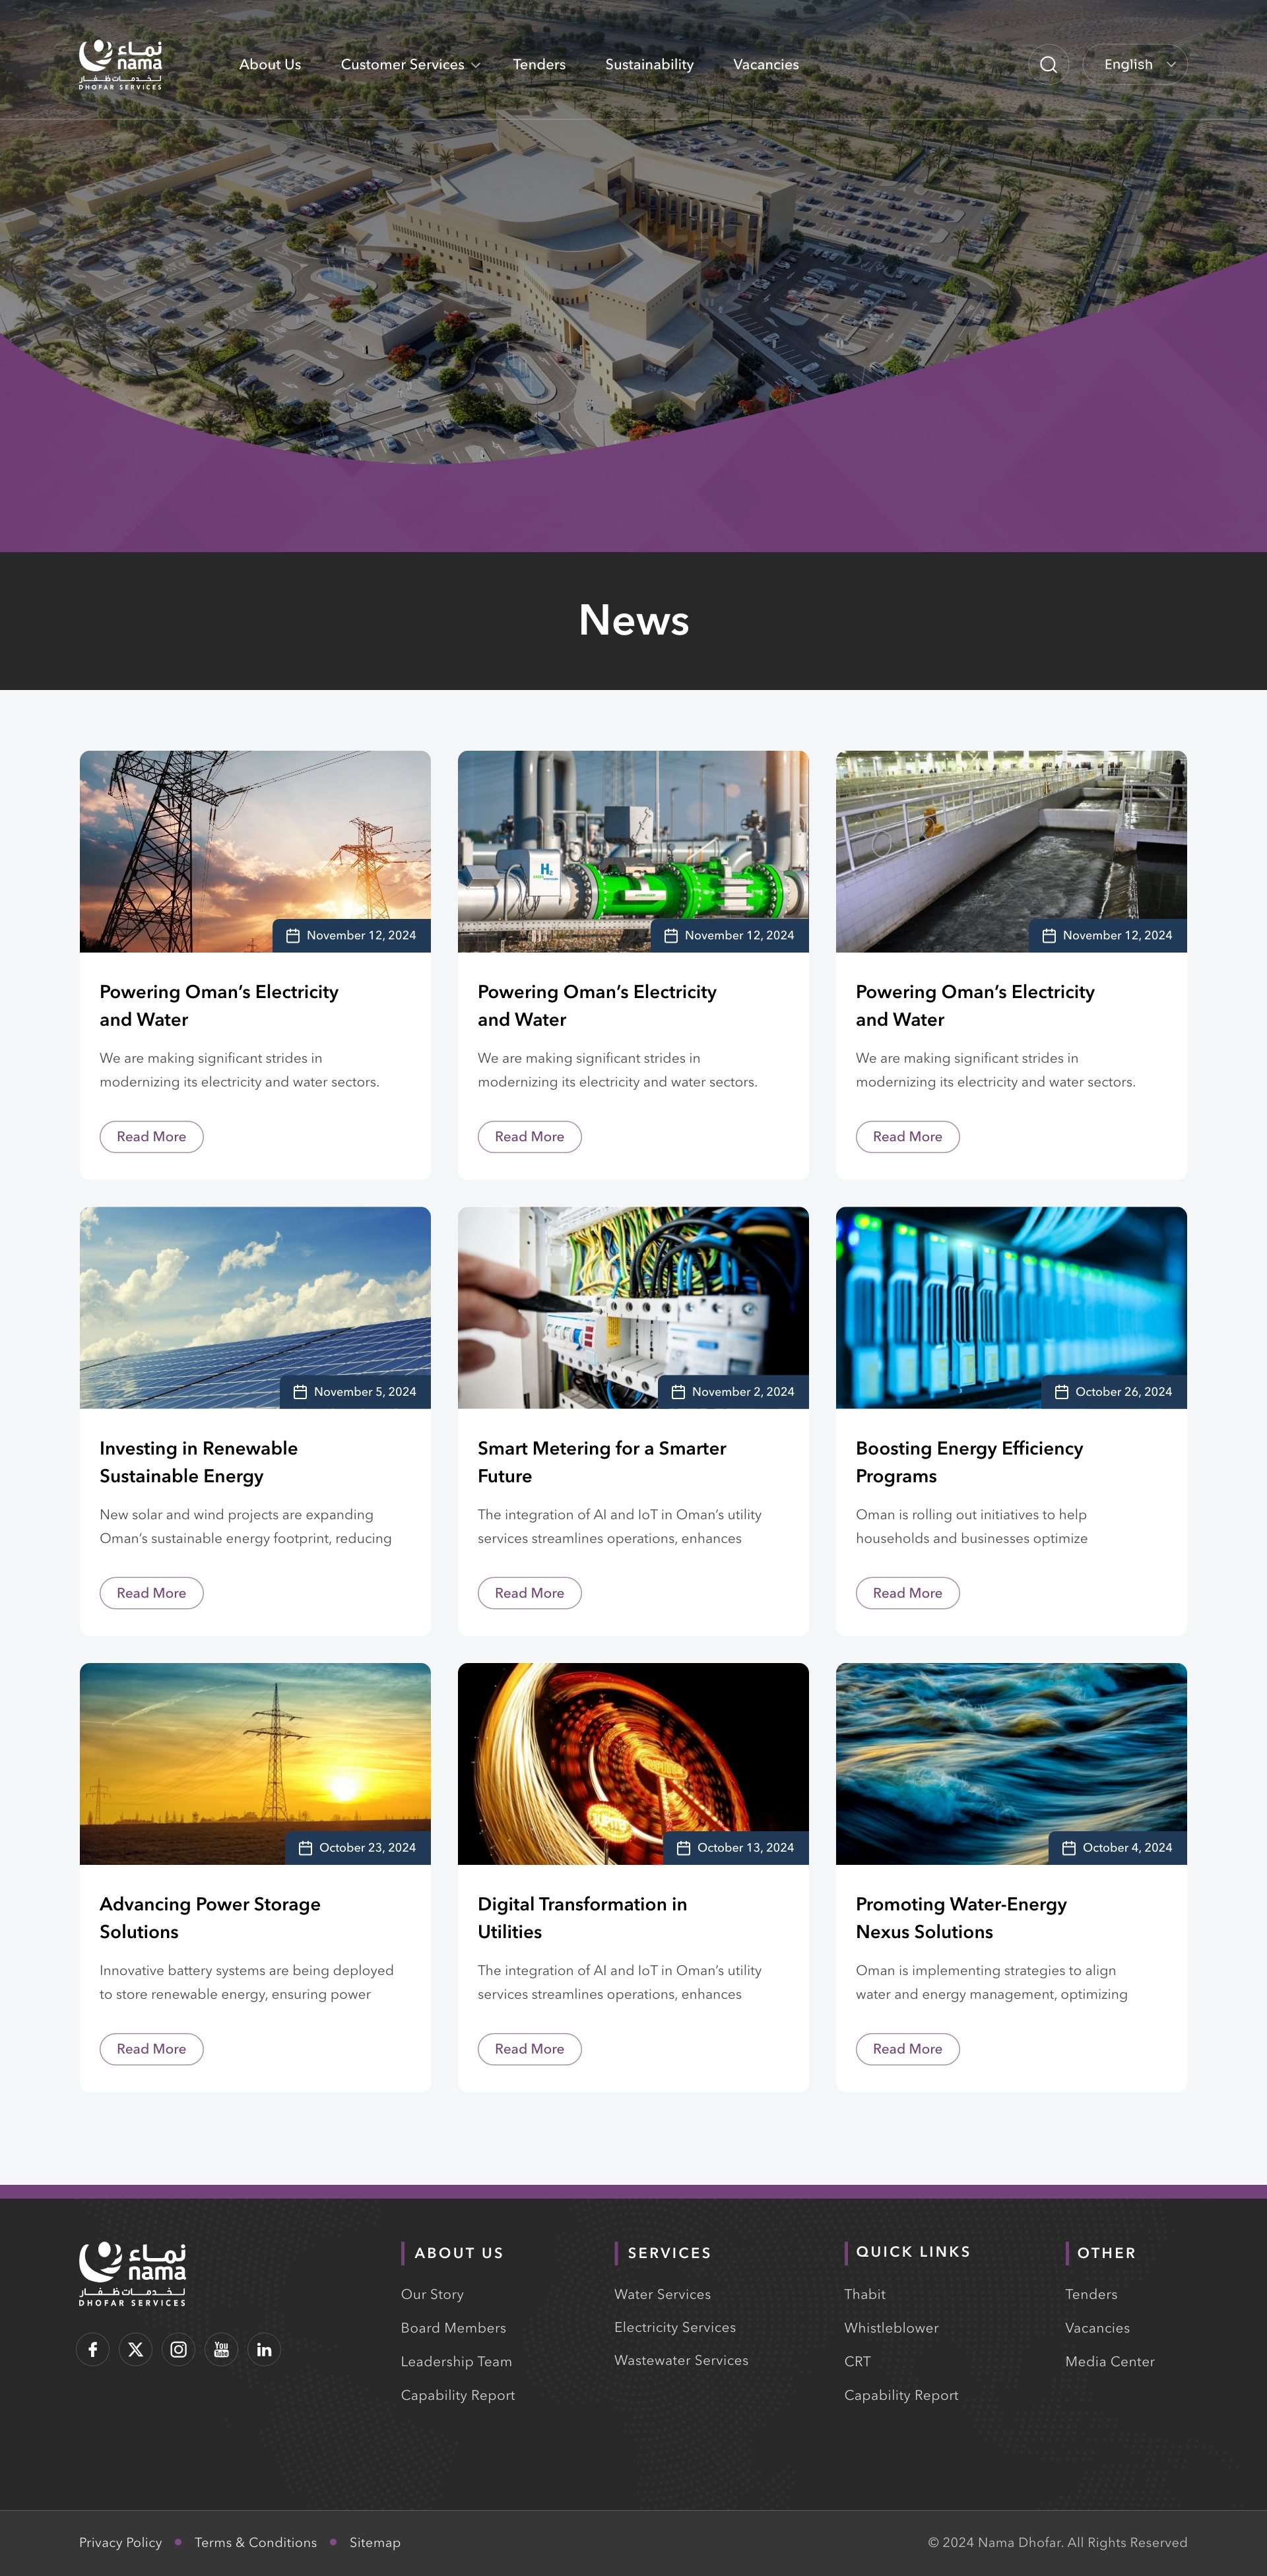 نماء
nama
لخدمات ظفار
DHOFAR SERVICES
About Us
Customer Services
Tenders
Sustainability
Vacancies
English
News
November 12, 2024
November 12, 2024
November 12, 2024
Powering Oman’s Electricity
and Water
We are making significant strides in
modernizing its electricity and water sectors.
Read More
Powering Oman’s Electricity
and Water
We are making significant strides in
modernizing its electricity and water sectors.
Read More
Powering Oman’s Electricity
and Water
We are making significant strides in
modernizing its electricity and water sectors.
Read More
November 5, 2024
November 2, 2024
October 26, 2024
Investing in Renewable
Sustainable Energy
New solar and wind projects are expanding
Oman’s sustainable energy footprint, reducing
Read More
Smart Metering for a Smarter
Future
The integration of AI and IoT in Oman’s utility
services streamlines operations, enhances
Read More
Boosting Energy Efficiency
Programs
Oman is rolling out initiatives to help
households and businesses optimize
Read More
October 23, 2024
October 13, 2024
October 4, 2024
Advancing Power Storage
Solutions
Innovative battery systems are being deployed
to store renewable energy, ensuring power
Read More
Digital Transformation in
Utilities
The integration of AI and IoT in Oman’s utility
services streamlines operations, enhances
Read More
Promoting Water-Energy
Nexus Solutions
Oman is implementing strategies to align
water and energy management, optimizing
Read More
نماء
nama
لخدمات ظفار
DHOFAR SERVICES
ABOUT US
Our Story
Board Members
Leadership Team
Capability Report
SERVICES
Water Services
Electricity Services
Wastewater Services
QUICK LINKS
Thabit
Whistleblower
CRT
Capability Report
OTHER
Tenders
Vacancies
Media Center
Privacy Policy
Terms & Conditions
Sitemap
© 2024 Nama Dhofar. All Rights Reserved